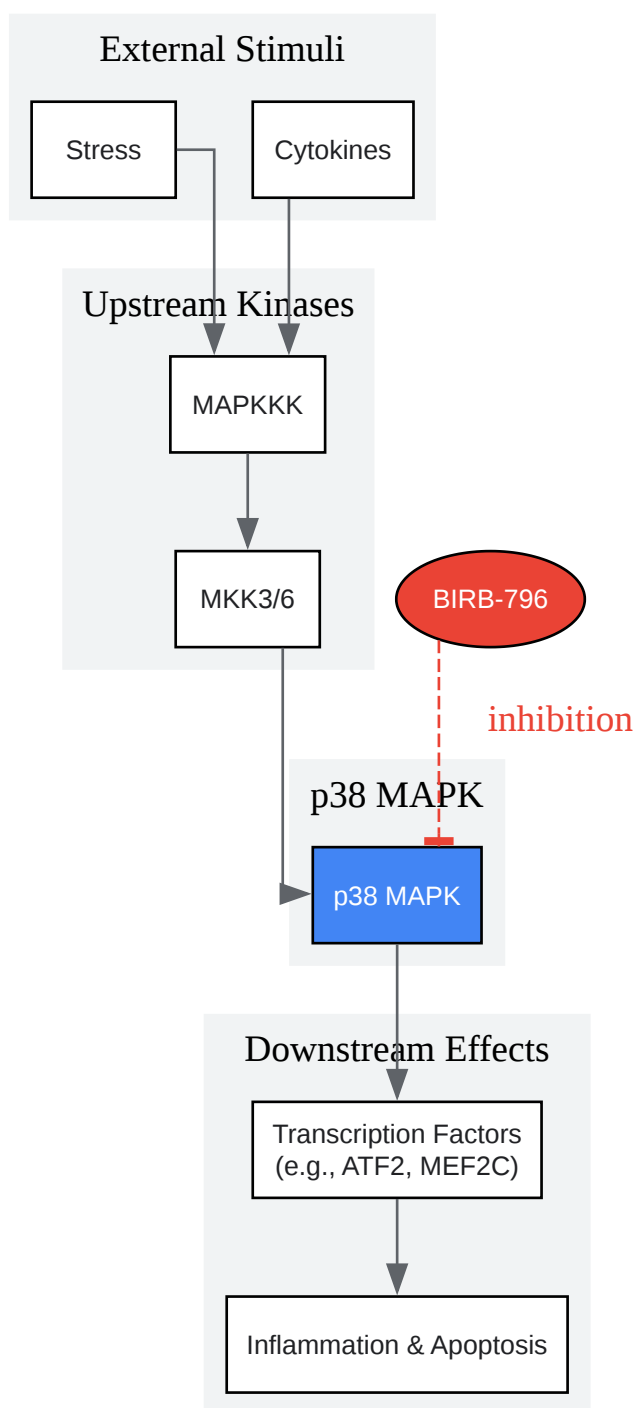 External Stimuli
Stress
Cytokines
Upstream Kinases
MAPKKK
MKK3/6
BIRB-796
inhibition
p38 MAPK
p38 MAPK
Downstream Effects
Transcription Factors
(e.g., ATF2, MEF2C)
Inflammation & Apoptosis